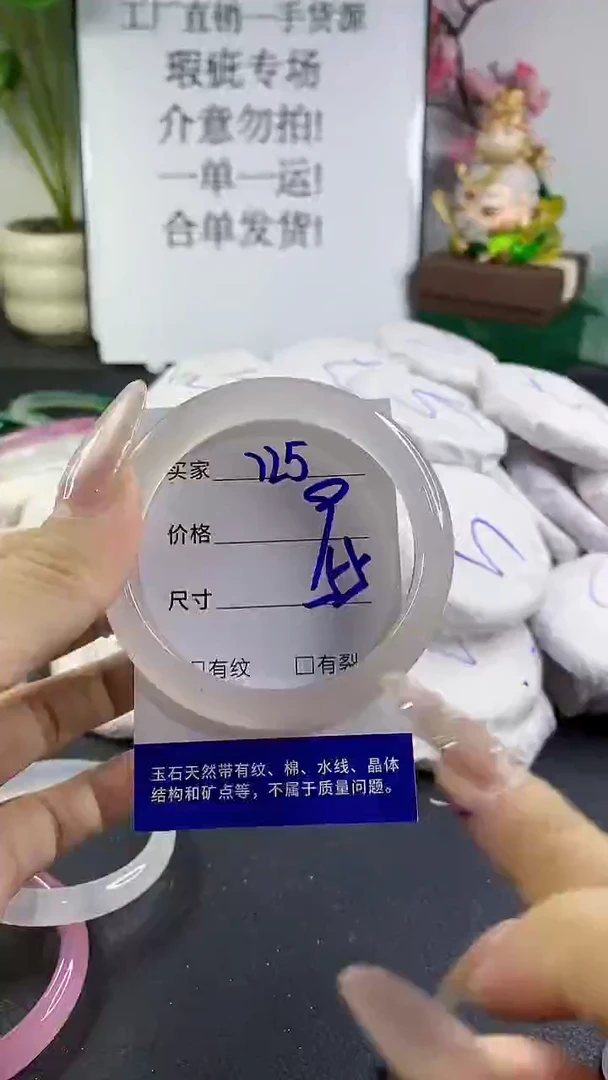 工厂直销一手货源
瑕疵专场
介意勿拍!
一单一运!
合单发货!
买家 125
价格
尺寸
□有纹 □有裂
玉石天然带有纹、棉、水线、晶体
结构和矿点等，不属于质量问题。